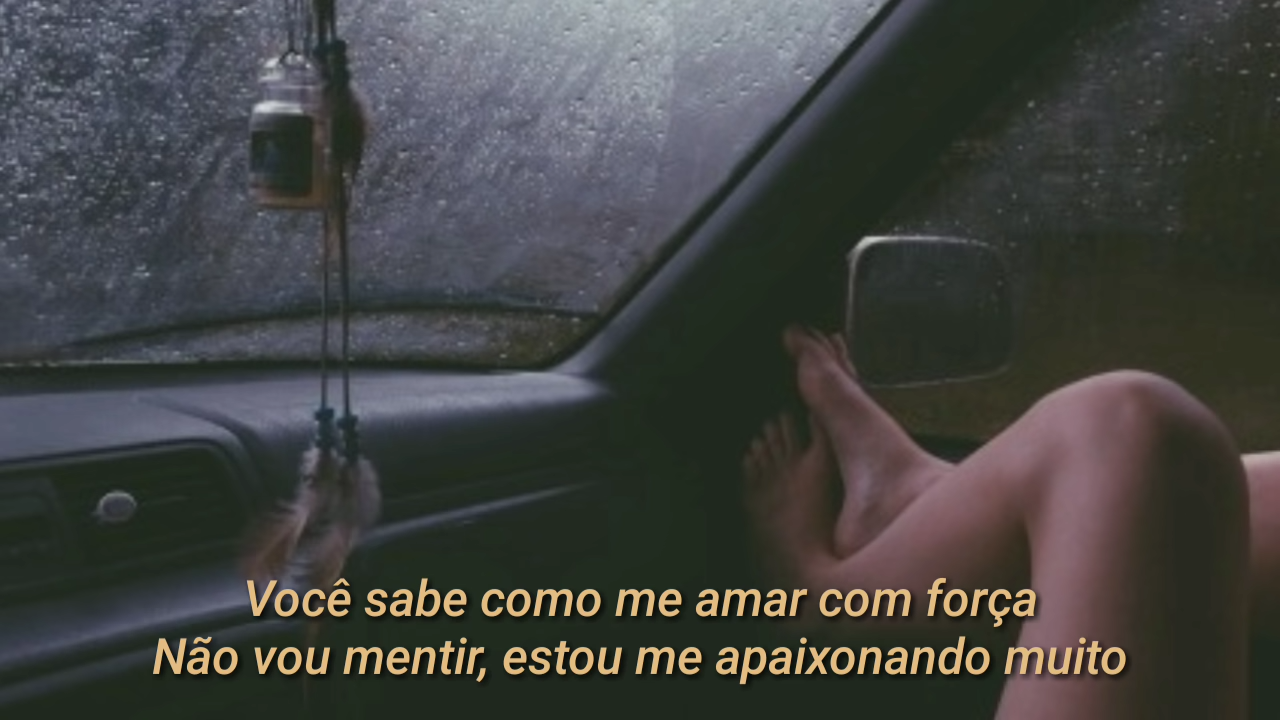 Você sabe como me amar com força
Não vou mentir, estou me apaixonando muito